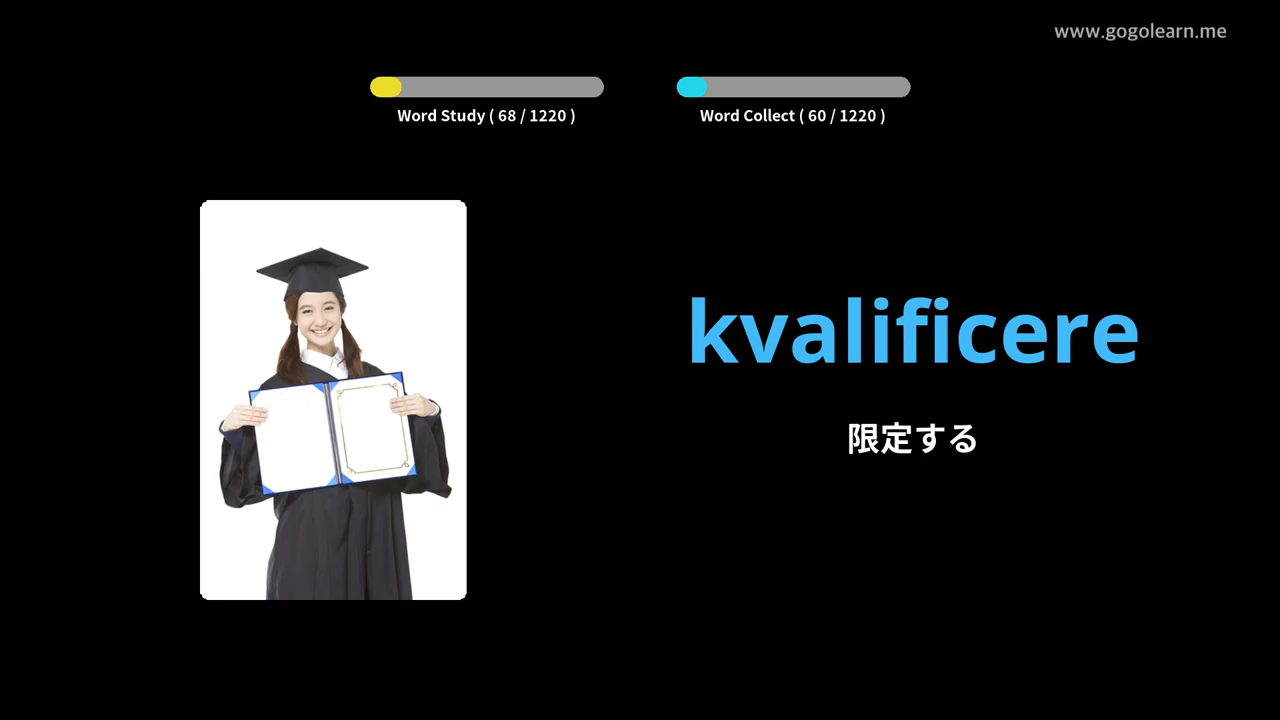 www.gogolearn.me
Word Study ( 68 / 1220 )
Word Collect ( 60 / 1220 )
kvalificere
限定する